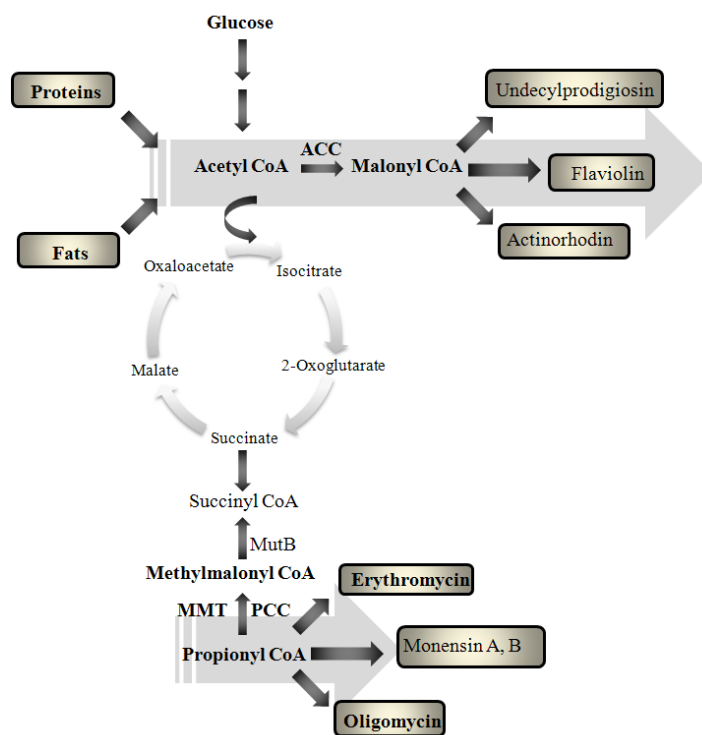 Glucose
Proteins
Undecylprodigiosin
ACC
Acetyl CoA
Malonyl CoA
Flaviolin
Fats
Actinorhodin
Oxaloacetate
Isocitrate
Malate
2-Oxoglutarate
Succinate
Succinyl CoA
MutB
Methylmalonyl CoA
Erythromycin
MMT
PCC
Propionyl CoA
Monensin A, B
Oligomycin